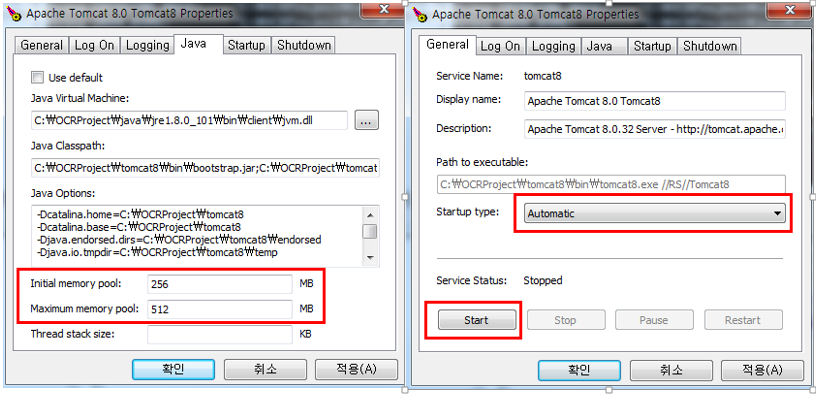 Apache Tomcat 8.0 Tomcat8 Properties
General
Log On
Logging
Java
Startup
Shutdown
Use default
Java Virtual Machine:
C:₩OCRProject₩java₩jre1.8.0_101₩bin₩client₩jvm.dll
...
Java Classpath:
C:₩OCRProject₩tomcat8₩bin₩bootstrap.jar;C:₩OCRProject₩tomcat
Java Options:
-Dcatalina.home=C:₩OCRProject₩tomcat8
-Dcatalina.base=C:₩OCRProject₩tomcat8
-Djava.endorsed.dirs=C:₩OCRProject₩tomcat8₩endorsed
-Djava.io.tmpdir=C:₩OCRProject₩tomcat8₩temp
Initial memory pool: 256 MB
Maximum memory pool: 512 MB
Thread stack size: KB
확인
취소
적용(A)
Apache Tomcat 8.0 Tomcat8 Properties
General
Log On
Logging
Java
Startup
Shutdown
Service Name: tomcat8
Display name: Apache Tomcat 8.0 Tomcat8
Description: Apache Tomcat 8.0.32 Server - http://tomcat.apache.
Path to executable:
C:₩OCRProject₩tomcat8₩bin₩tomcat8.exe //RS//Tomcat8
Startup type: Automatic
Service Status: Stopped
Start
Stop
Pause
Restart
확인
취소
적용(A)